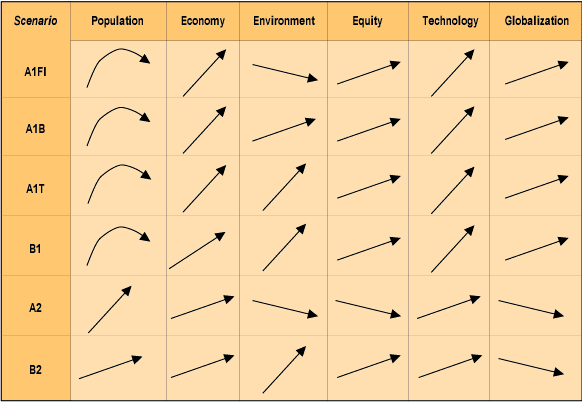 Scenario Population Economy Environment Equity Technology Globalization
A1FI
A1B
A1T
B1
A2
B2